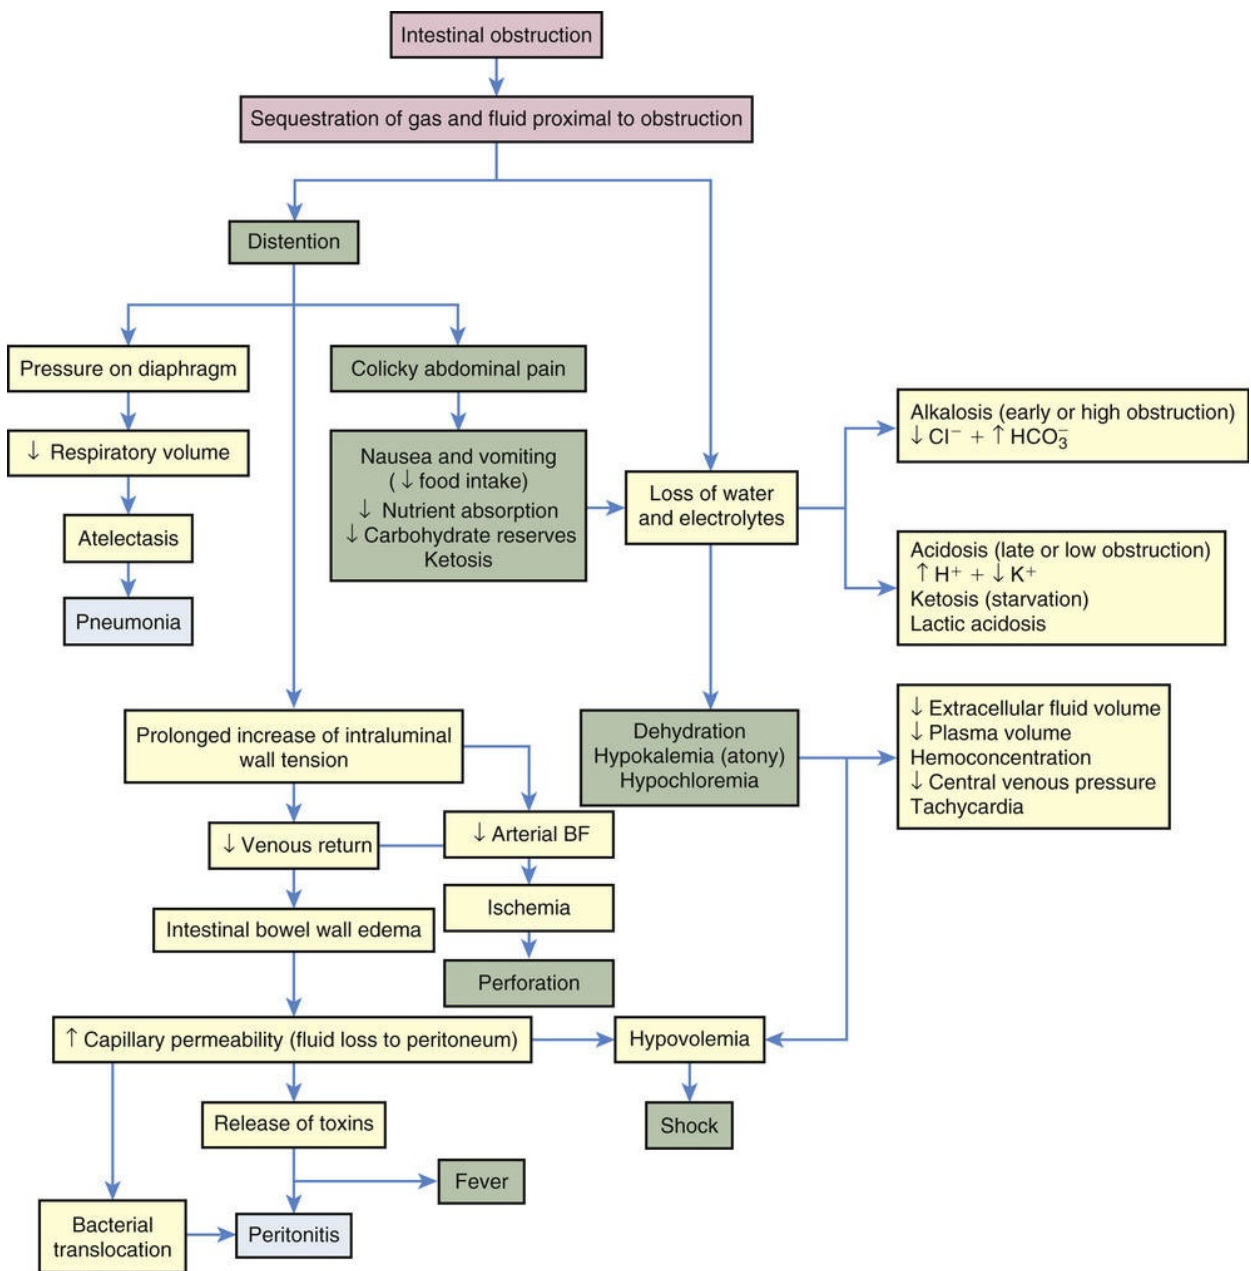 Intestinal obstruction
Sequestration of gas and fluid proximal to obstruction
Distention
Pressure on diaphragm
↓ Respiratory volume
Atelectasis
Pneumonia
Colicky abdominal pain
Nausea and vomiting
(↓ food intake)
↓ Nutrient absorption
↓ Carbohydrate reserves
Ketosis
Loss of water
and electrolytes
Alkalosis (early or high obstruction)
↓ Cl⁻ + ↑ HCO₃⁻
Acidosis (late or low obstruction)
↑ H⁺ + ↓ K⁺
Ketosis (starvation)
Lactic acidosis
Dehydration
Hypokalemia (atony)
Hypochloremia
↓ Extracellular fluid volume
↓ Plasma volume
Hemoconcentration
↓ Central venous pressure
Tachycardia
Prolonged increase of intraluminal
wall tension
↓ Venous return
↓ Arterial BF
Ischemia
Perforation
Intestinal bowel wall edema
↑ Capillary permeability (fluid loss to peritoneum)
Hypovolemia
Shock
Release of toxins
Fever
Bacterial
translocation
Peritonitis